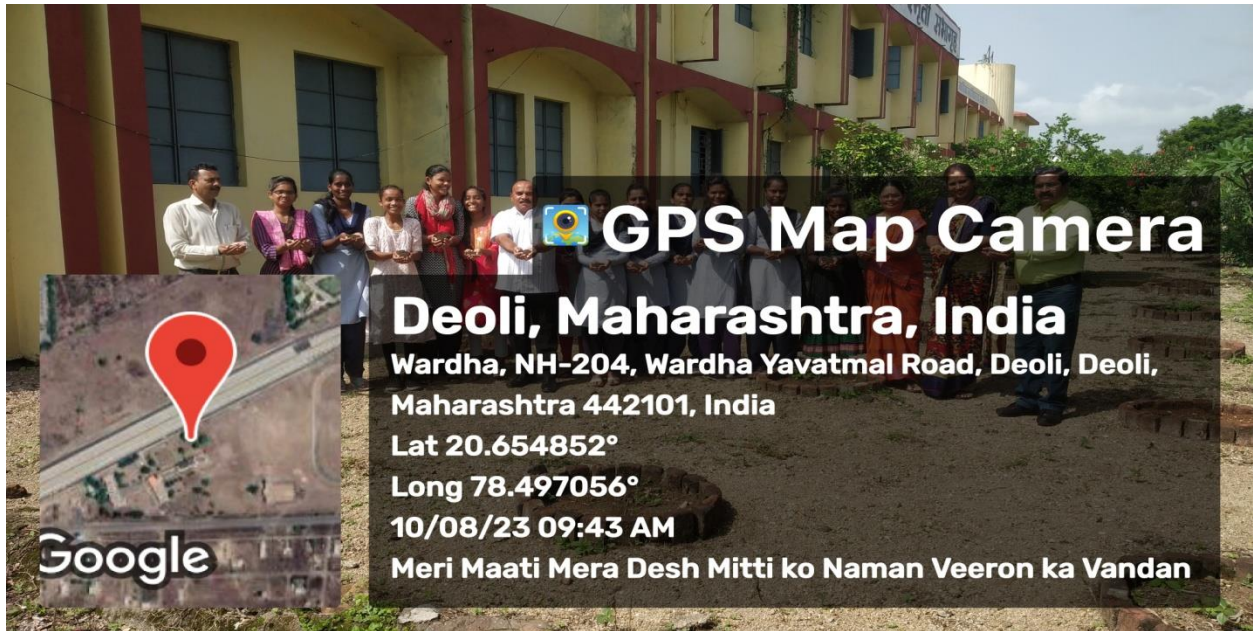 GPS Map Camera
Deoli, Maharashtra, India
Wardha, NH-204, Wardha Yavatmal Road, Deoli, Deoli,
Maharashtra 442101, India
Lat 20.654852°
Long 78.497056°
10/08/23 09:43 AM
Meri Maati Mera Desh Mitti ko Naman Veeron ka Vandan
Google